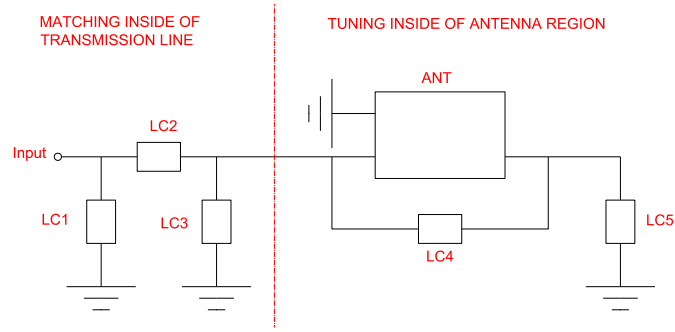 MATCHING INSIDE OF
TRANSMISSION LINE
TUNING INSIDE OF ANTENNA REGION
ANT
LC2
Input
LC1
LC3
LC4
LC5